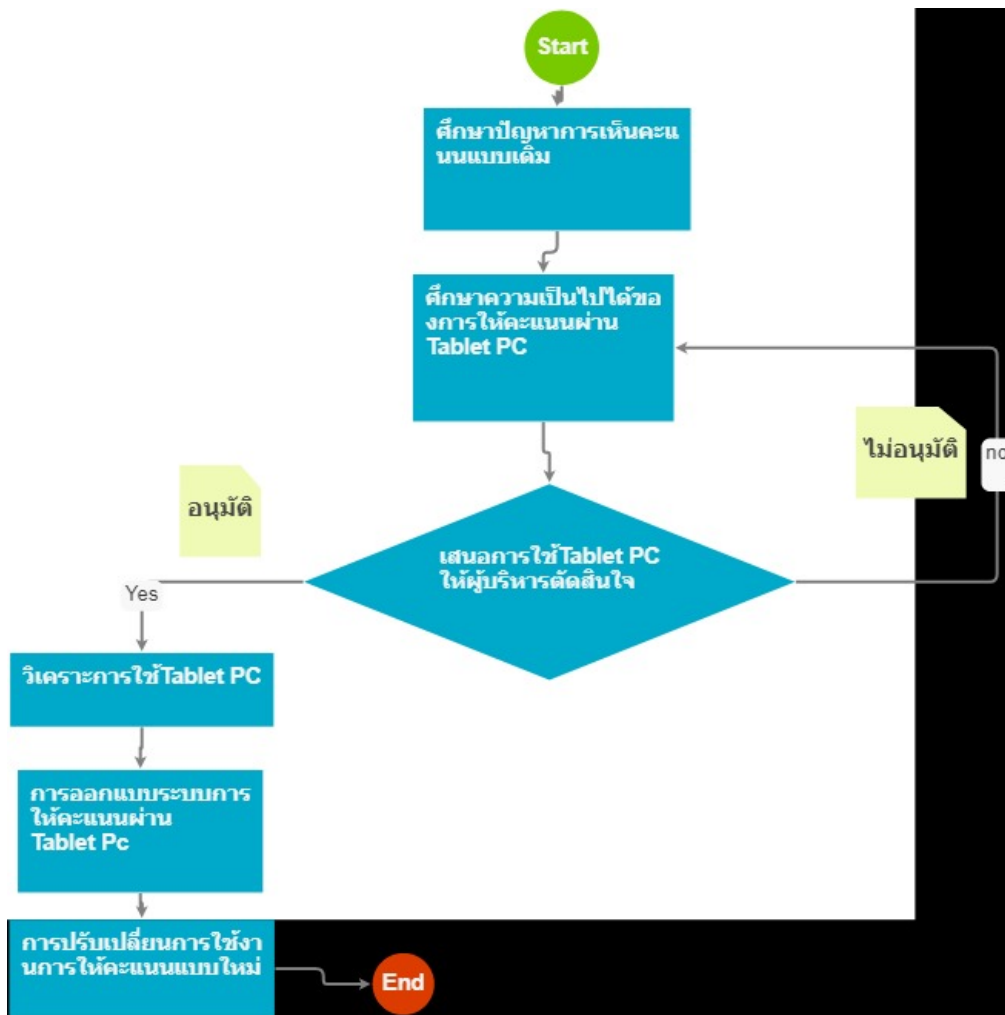 Start
ศึกษาปัญหาการเห็นคะแ
นนแบบเดิม
ศึกษาความเป็นไปได้ขอ
งการให้คะแนนผ่าน
Tablet PC
ไม่อนุมัติ
no
อนุมัติ
เสนอการใช้Tablet PC
ให้ผู้บริหารตัดสินใจ
Yes
วิเคราะการใช้Tablet PC
การออกแบบระบบการ
ให้คะแนนผ่าน
Tablet Pc
การปรับเปลี่ยนการใช้งา
นการให้คะแนนแบบใหม่
End